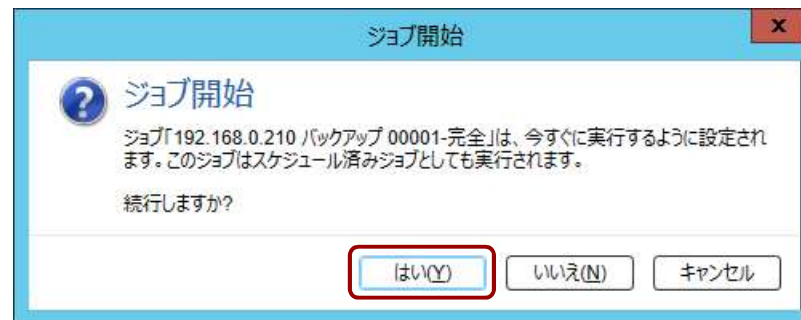 ジョブ開始
x
ジョブ開始
ジョブ「192.168.0.210 バックアップ 00001-完全」は、今すぐに実行するように設定され
ます。このジョブはスケジュール済みジョブとしても実行されます。
続行しますか?
はい(Y) いいえ(N) キャンセル